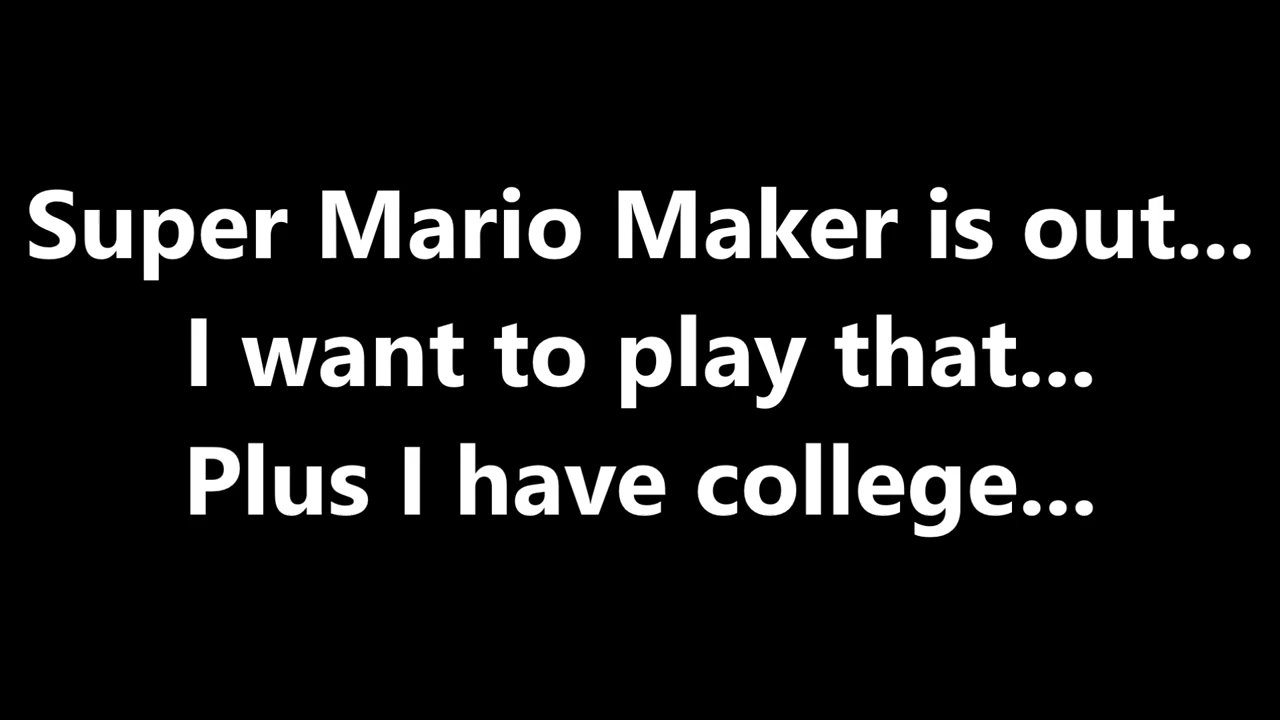 Super Mario Maker is out...
I want to play that...
Plus I have college...